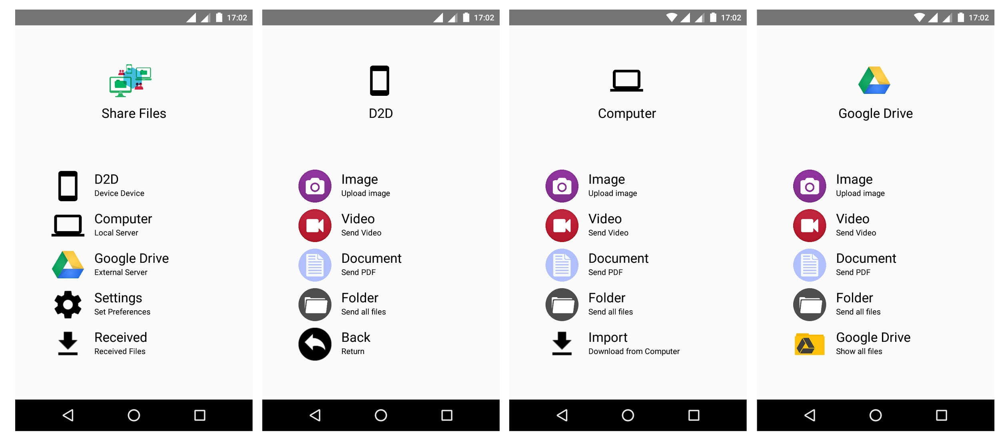 17:02
Share Files
D2D
Device Device
Computer
Local Server
Google Drive
External Server
Settings
Set Preferences
Received
Received Files
17:02
D2D
Image
Upload image
Video
Send Video
Document
Send PDF
Folder
Send all files
Back
Return
17:02
Computer
Image
Upload image
Video
Send Video
Document
Send PDF
Folder
Send all files
Import
Download from Computer
17:02
Google Drive
Image
Upload image
Video
Send Video
Document
Send PDF
Folder
Send all files
Google Drive
Show all files